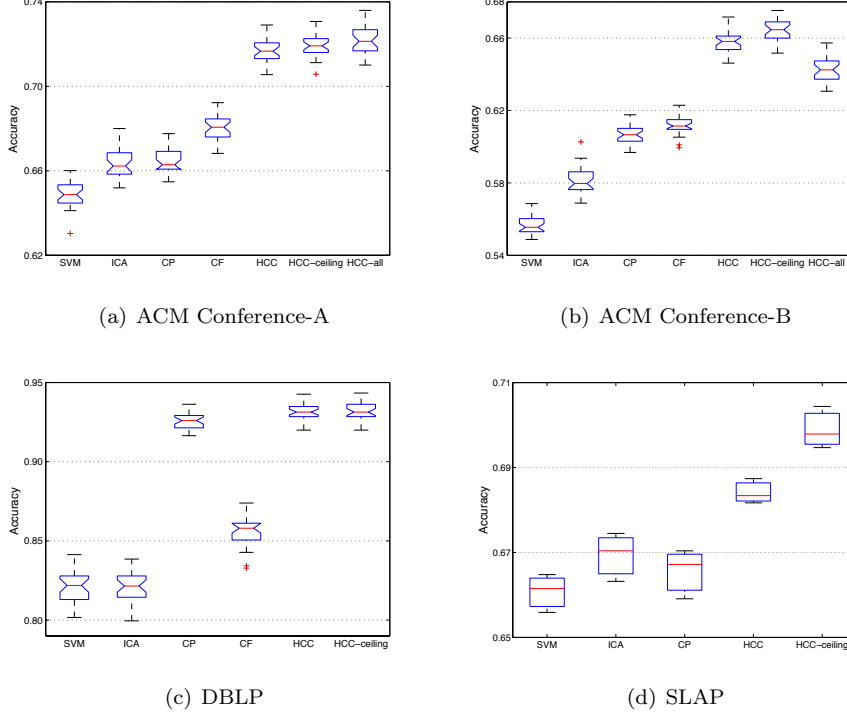 0.74
0.70
0.66
0.62
Accuracy
SVM ICA CP CF HCC HCC−ceiling HCC−all
(a) ACM Conference-A
0.68
0.66
0.62
0.58
0.54
Accuracy
SVM ICA CP CF HCC HCC−ceiling HCC−all
(b) ACM Conference-B
0.95
0.90
0.85
0.80
Accuracy
SVM ICA CP CF HCC HCC−ceiling
(c) DBLP
0.71
0.69
0.67
0.65
Accuracy
SVM ICA CP HCC HCC−ceiling
(d) SLAP